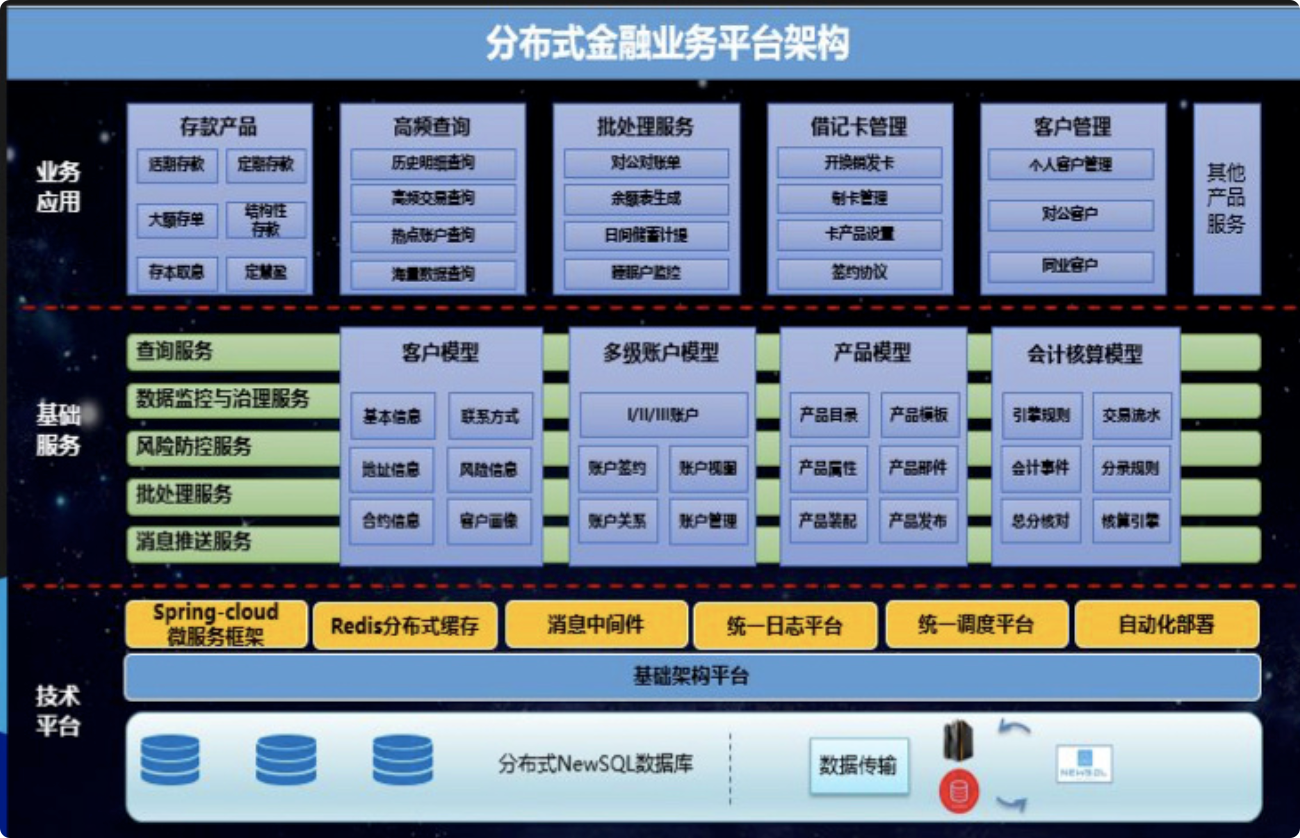 分布式金融业务平台架构
业务
应用
存款产品
活期存款
定期存款
大额存单
结构性
存款
存本取息
定慧盈
高频查询
历史明细查询
高频交易查询
热点账户查询
海量数据查询
批处理服务
对公对账单
余额表生成
日间储蓄计提
睡眠户监控
借记卡管理
开换销发卡
制卡管理
卡产品设置
签约协议
客户管理
个人客户管理
对公客户
同业客户
其他
产品
服务
基础
服务
查询服务
数据监控与治理服务
风险防控服务
批处理服务
消息推送服务
客户模型
基本信息
联系方式
地址信息
风险信息
合约信息
客户画像
多级账户模型
I/II/III账户
账户签约
账户视图
账户关系
账户管理
产品模型
产品目录
产品模板
产品属性
产品部件
产品装配
产品发布
会计核算模型
引擎规则
交易流水
会计事件
分录规则
总分核对
核算引擎
技术
平台
Spring-cloud
微服务框架
Redis分布式缓存
消息中间件
统一日志平台
统一调度平台
自动化部署
基础架构平台
分布式NewSQL数据库
数据传输
NEWSQL